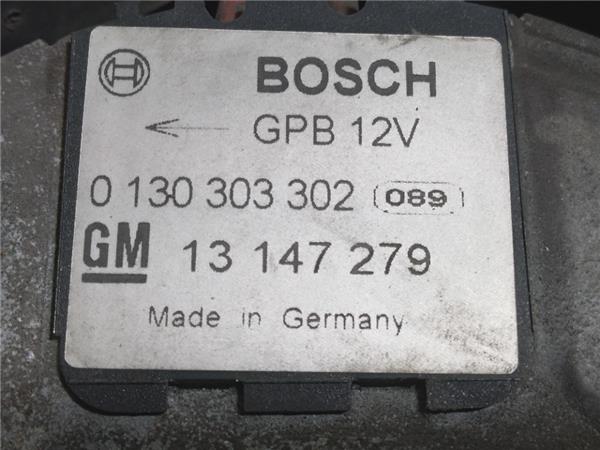 BOSCH
← GPB 12V
0 130 303 302 089
GM 13 147 279
Made in Germany